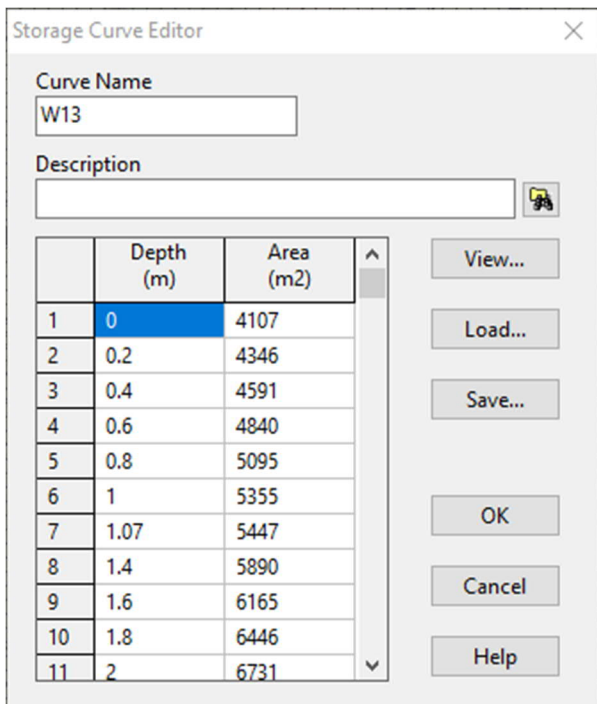 Storage Curve Editor
Curve Name
W13
Description
Depth (m) Area (m2)
1 0 4107
2 0.2 4346
3 0.4 4591
4 0.6 4840
5 0.8 5095
6 1 5355
7 1.07 5447
8 1.4 5890
9 1.6 6165
10 1.8 6446
11 2 6731
View...
Load...
Save...
OK
Cancel
Help